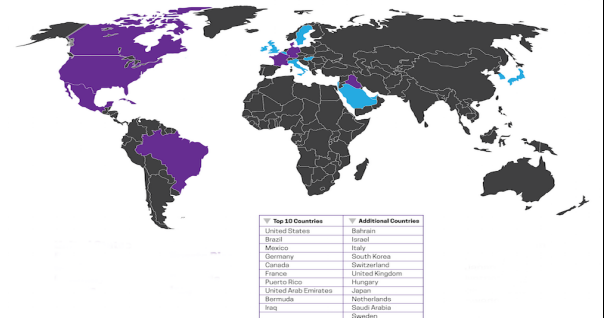 Top 10 Countries Additional Countries
United States Bahrain
Brazil Israel
Mexico Italy
Germany South Korea
Canada Switzerland
France United Kingdom
Puerto Rico Hungary
United Arab Emirates Japan
Bermuda Netherlands
Iraq Saudi Arabia
Sweden